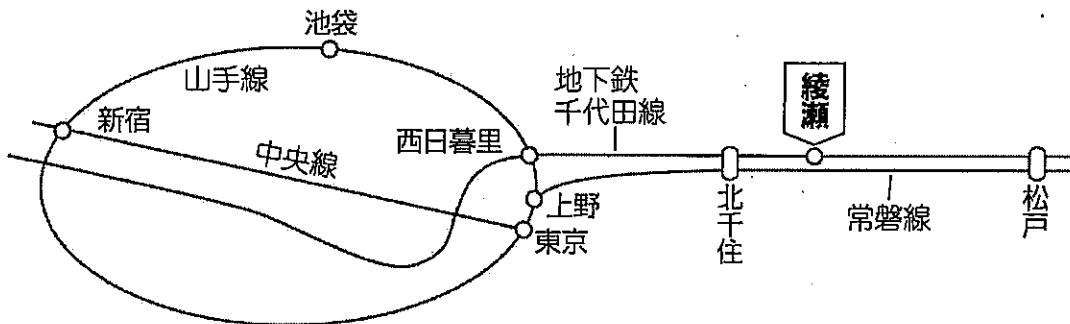 池袋
山手線
新宿
中央線
西日暮里
上野
東京
地下鉄
千代田線
綾瀬
北千住
常磐線
松戸